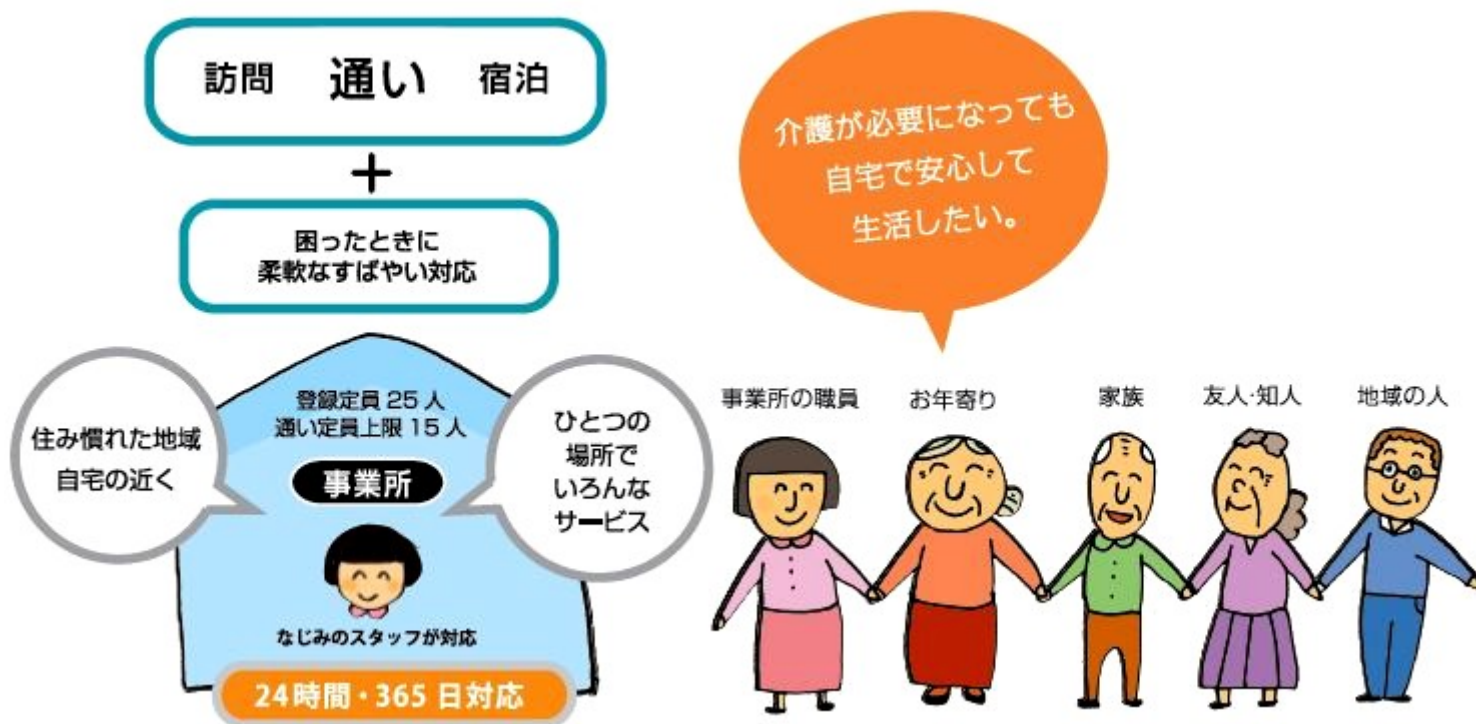 訪問 通い 宿泊
+
困ったときに
柔軟なすばやい対応
登録定員 25 人
通い定員上限 15 人
住み慣れた地域
自宅の近く
事業所
ひとつの
場所で
いろんな
サービス
なじみのスタッフが対応
24時間・365日対応
介護が必要になっても
自宅で安心して
生活したい。
事業所の職員 お年寄り 家族 友人・知人 地域の人